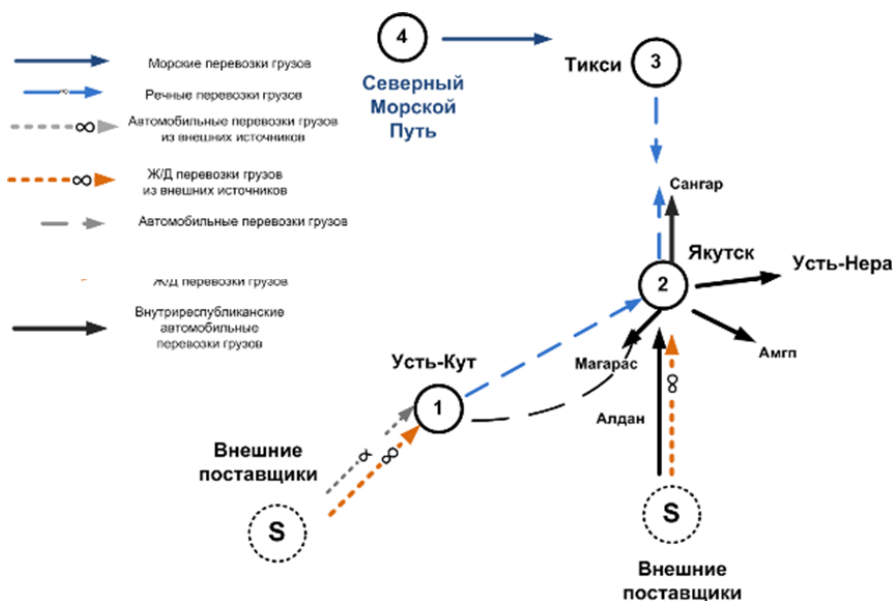 Морские перевозки грузов
Речные перевозки грузов
Автомобильные перевозки грузов
из внешних источников
Ж/Д перевозки грузов
из внешних источников
Автомобильные перевозки грузов
Ж/Д перевозки грузов
Внутриреспубликанские
автомобильные
перевозки грузов
4
Северный
Морской
Путь
Тикси
3
Сангар
Якутск
2
Усть-Нера
Магарас
Амгп
Алдан
Усть-Кут
1
Внешние
поставщики
S
S
Внешние
поставщики
∞
∞
∝
∞
∞